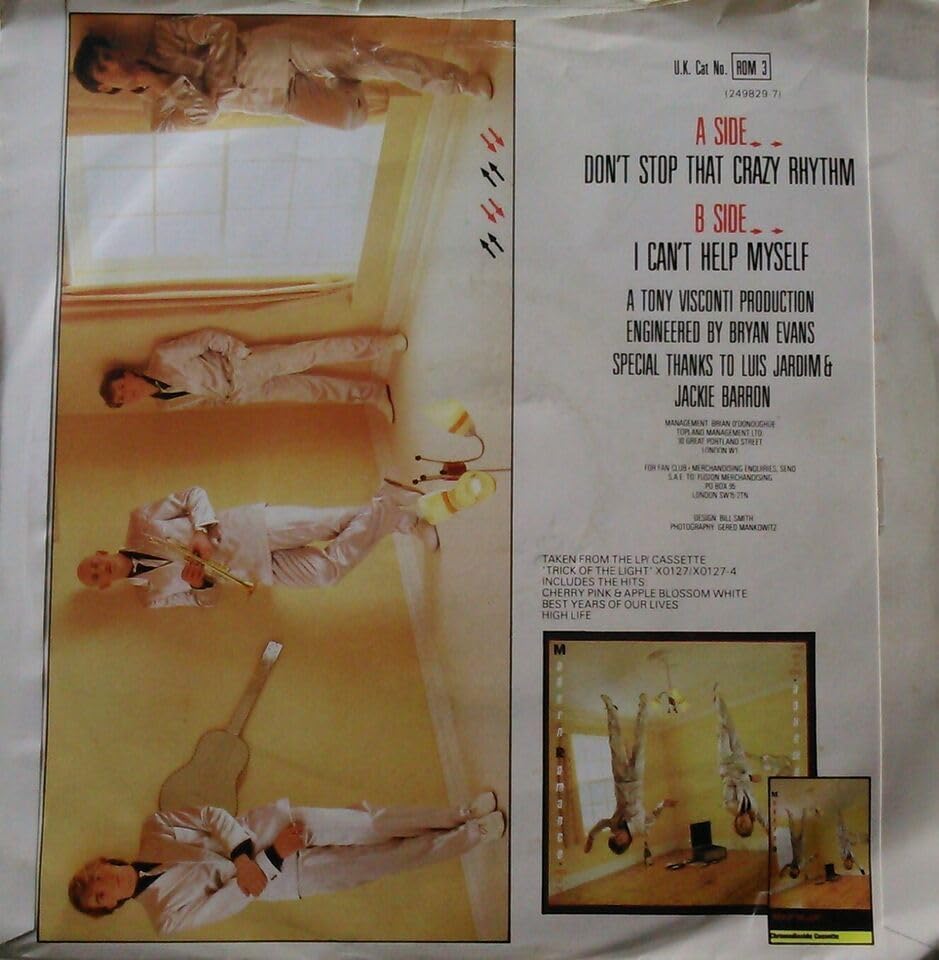 U.K. Cat No. ROM 3
(249829 7)
A SIDE
DON'T STOP THAT CRAZY RHYTHM
B SIDE
I CAN'T HELP MYSELF
A TONY VISCONTI PRODUCTION
ENGINEERED BY BRYAN EVANS
SPECIAL THANKS TO LUIS JARDIM &
JACKIE BARRON
MANAGEMENT BRIAN O'DONOUGHUE
TOPLAND MANAGEMENT LTD.
10 GREAT PORTLAND STREET
LONDON W1
FOR FAN CLUB + MERCHANDISING ENQUIRIES, SEND
S.A.E. TO FUSION MERCHANDISING
PO BOX 95
LONDON SW15 2TN
DESIGN BILL SMITH
PHOTOGRAPHY GERED MANKOWITZ
TAKEN FROM THE LP/CASSETTE
'TRICK OF THE LIGHT' X0127/X0127-4
INCLUDES THE HITS
CHERRY PINK & APPLE BLOSSOM WHITE
BEST YEARS OF OUR LIVES
HIGH LIFE
Modern Romance
Chromodioxide Cassette